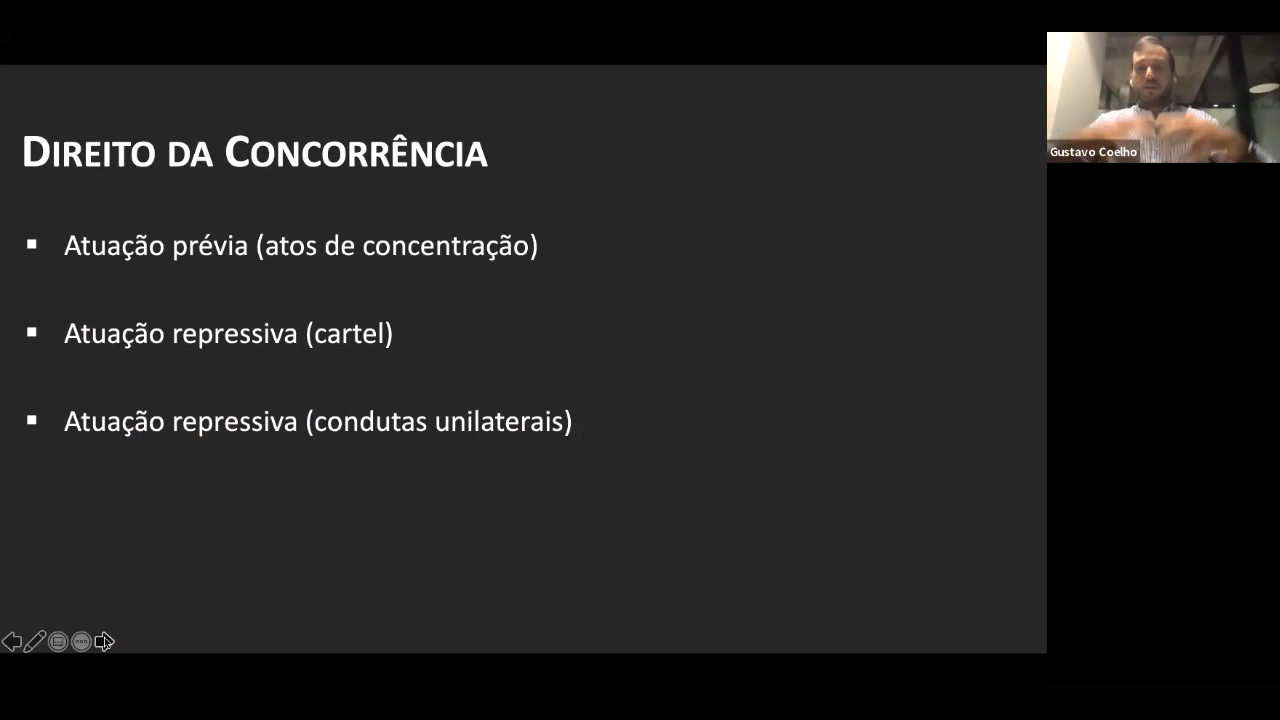 DIREITO DA CONCORRÊNCIA
Atuação prévia (atos de concentração)
Atuação repressiva (cartel)
Atuação repressiva (condutas unilaterais)
Gustavo Coelho